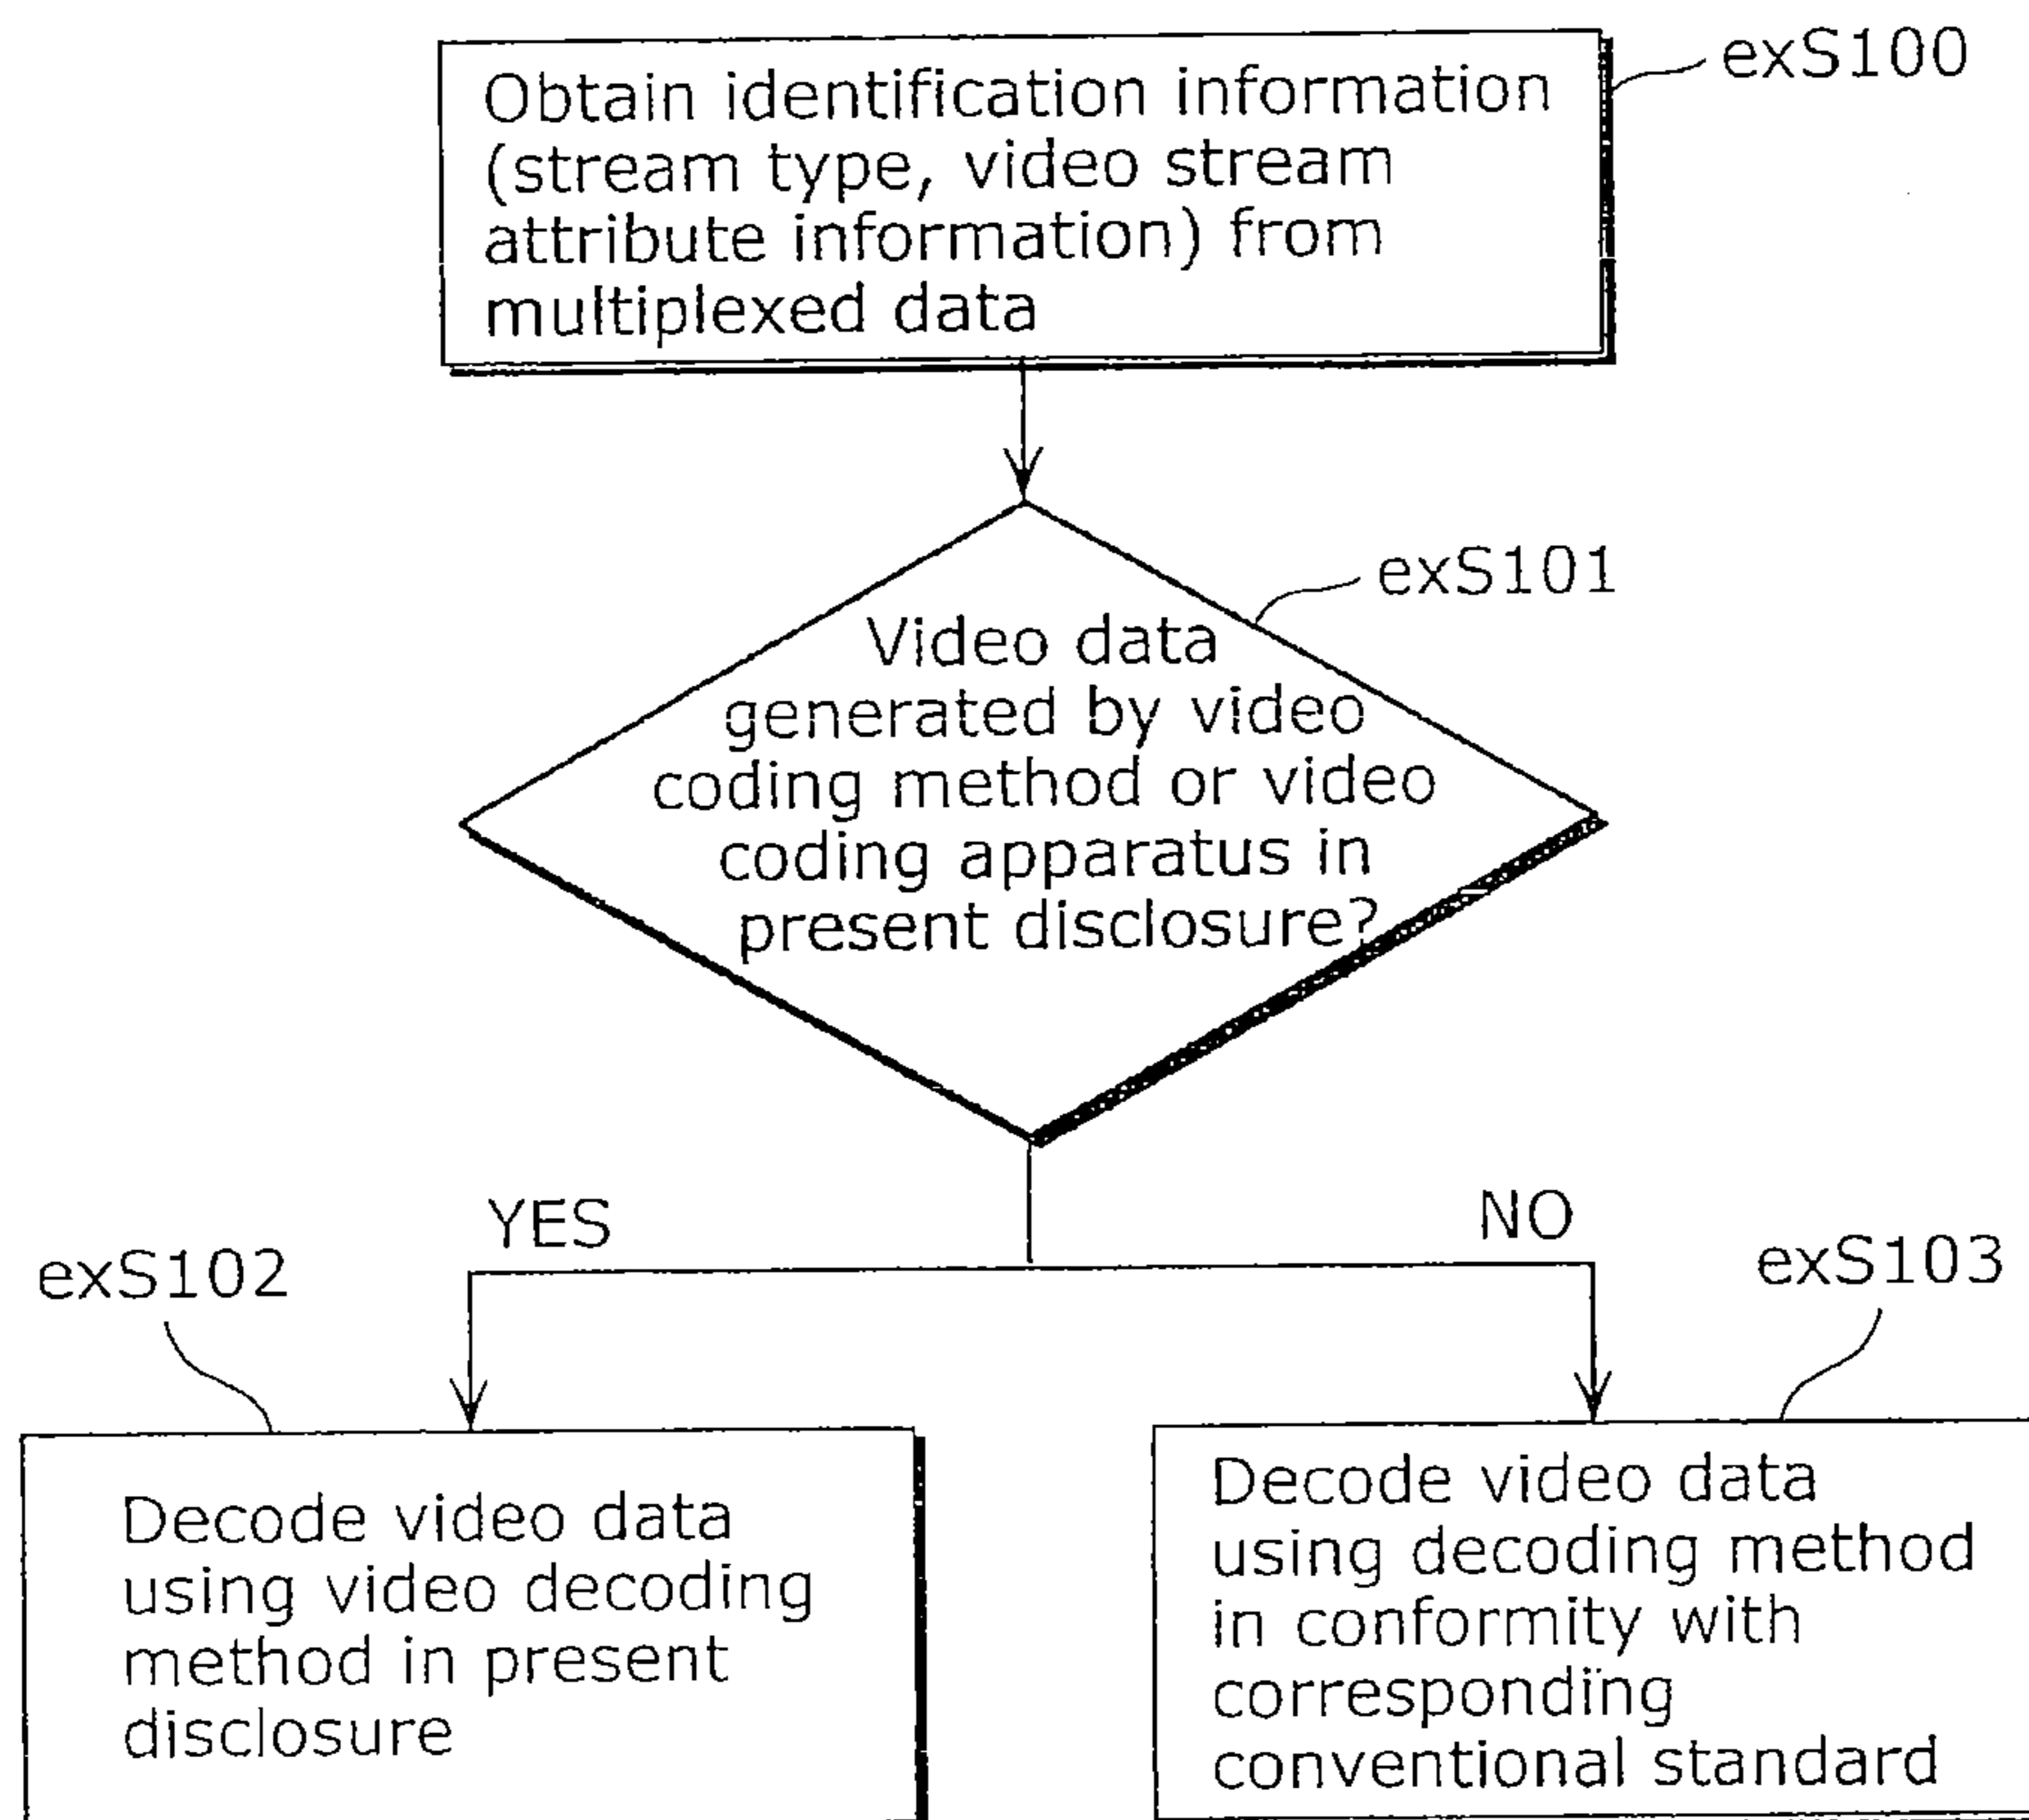 exS100
Obtain identification information
(stream type, video stream
attribute information) from
multiplexed data
exS101
Video data
generated by video
coding method or video
coding apparatus in
present disclosure?
YES
NO
exS102
exS103
Decode video data
using video decoding
method in present
disclosure
Decode video data
using decoding method
in conformity with
corresponding
conventional standard